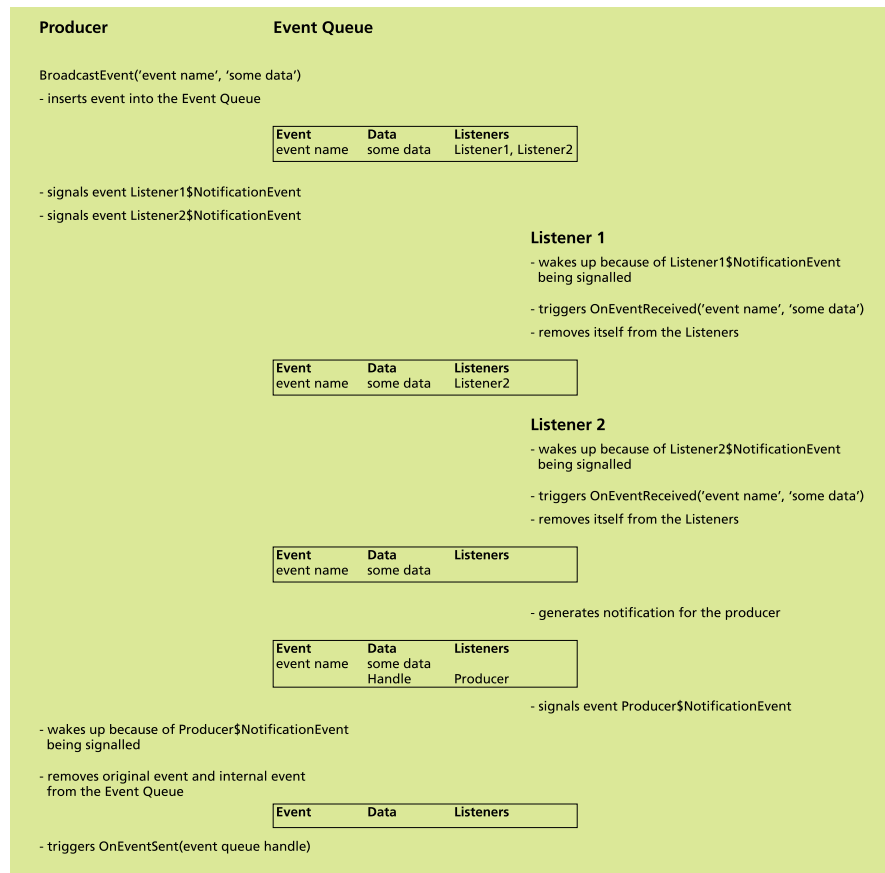 Producer Event Queue
BroadcastEvent(‘event name’, ‘some data’)
- inserts event into the Event Queue
Event Data Listeners
event name some data Listener1, Listener2
- signals event Listener1$NotificationEvent
- signals event Listener2$NotificationEvent
Listener 1
- wakes up because of Listener1$NotificationEvent
being signalled
- triggers OnEventReceived(‘event name’, ‘some data’)
- removes itself from the Listeners
Event Data Listeners
event name some data Listener2
Listener 2
- wakes up because of Listener2$NotificationEvent
being signalled
- triggers OnEventReceived(‘event name’, ‘some data’)
- removes itself from the Listeners
Event Data Listeners
event name some data
- generates notification for the producer
Event Data Listeners
event name some data
Handle Producer
- signals event Producer$NotificationEvent
- wakes up because of Producer$NotificationEvent
being signalled
- removes original event and internal event
from the Event Queue
Event Data Listeners
- triggers OnEventSent(event queue handle)